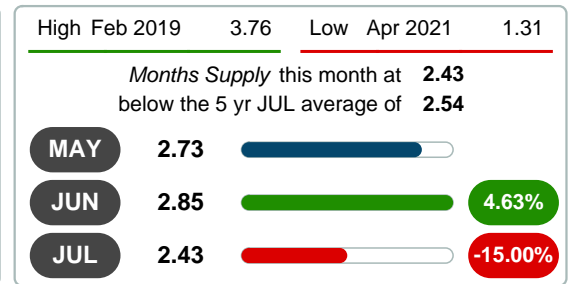 High Feb 2019 3.76 Low Apr 2021 1.31
Months Supply this month at 2.43
below the 5 yr JUL average of 2.54
MAY 2.73
JUN 2.85 4.63%
JUL 2.43 -15.00%